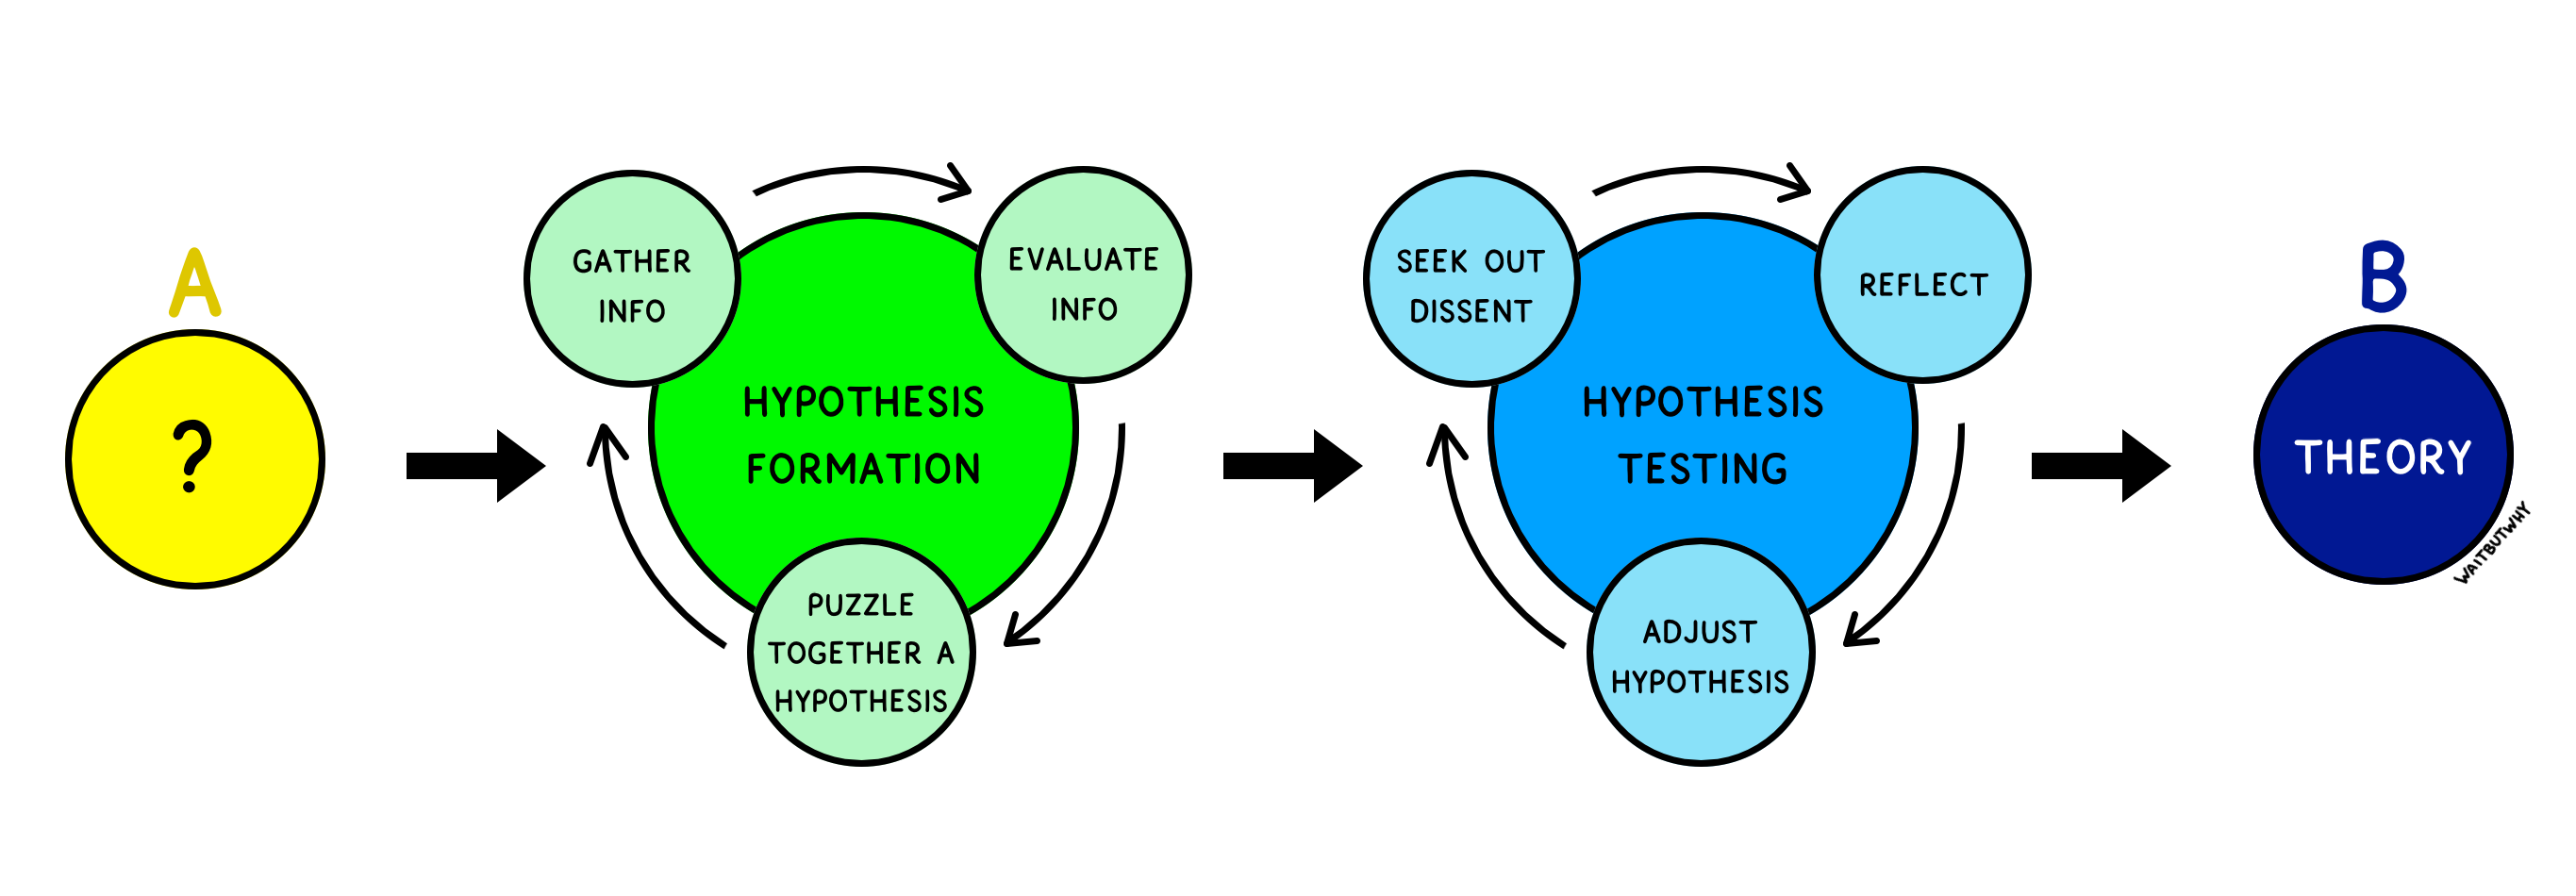 A
?
GATHER
INFO
EVALUATE
INFO
HYPOTHESIS
FORMATION
PUZZLE
TOGETHER A
HYPOTHESIS
SEEK OUT
DISSENT
REFLECT
HYPOTHESIS
TESTING
ADJUST
HYPOTHESIS
B
THEORY
WAITBUTWHY